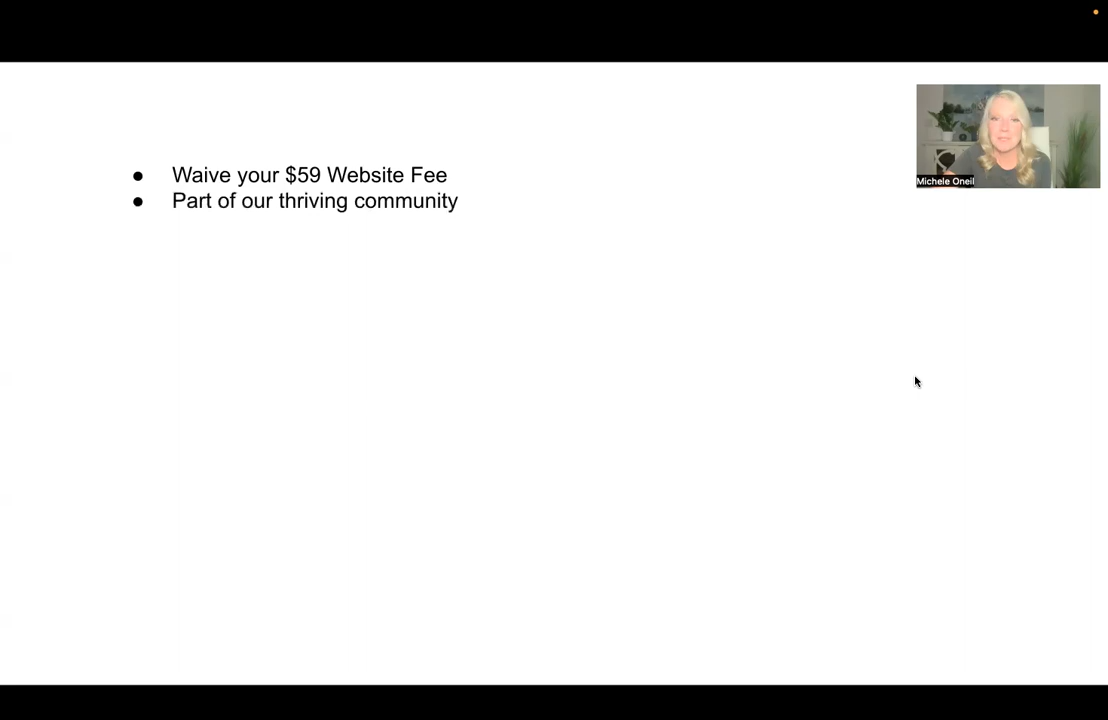 ● Waive your $59 Website Fee
● Part of our thriving community
Michele Oneil